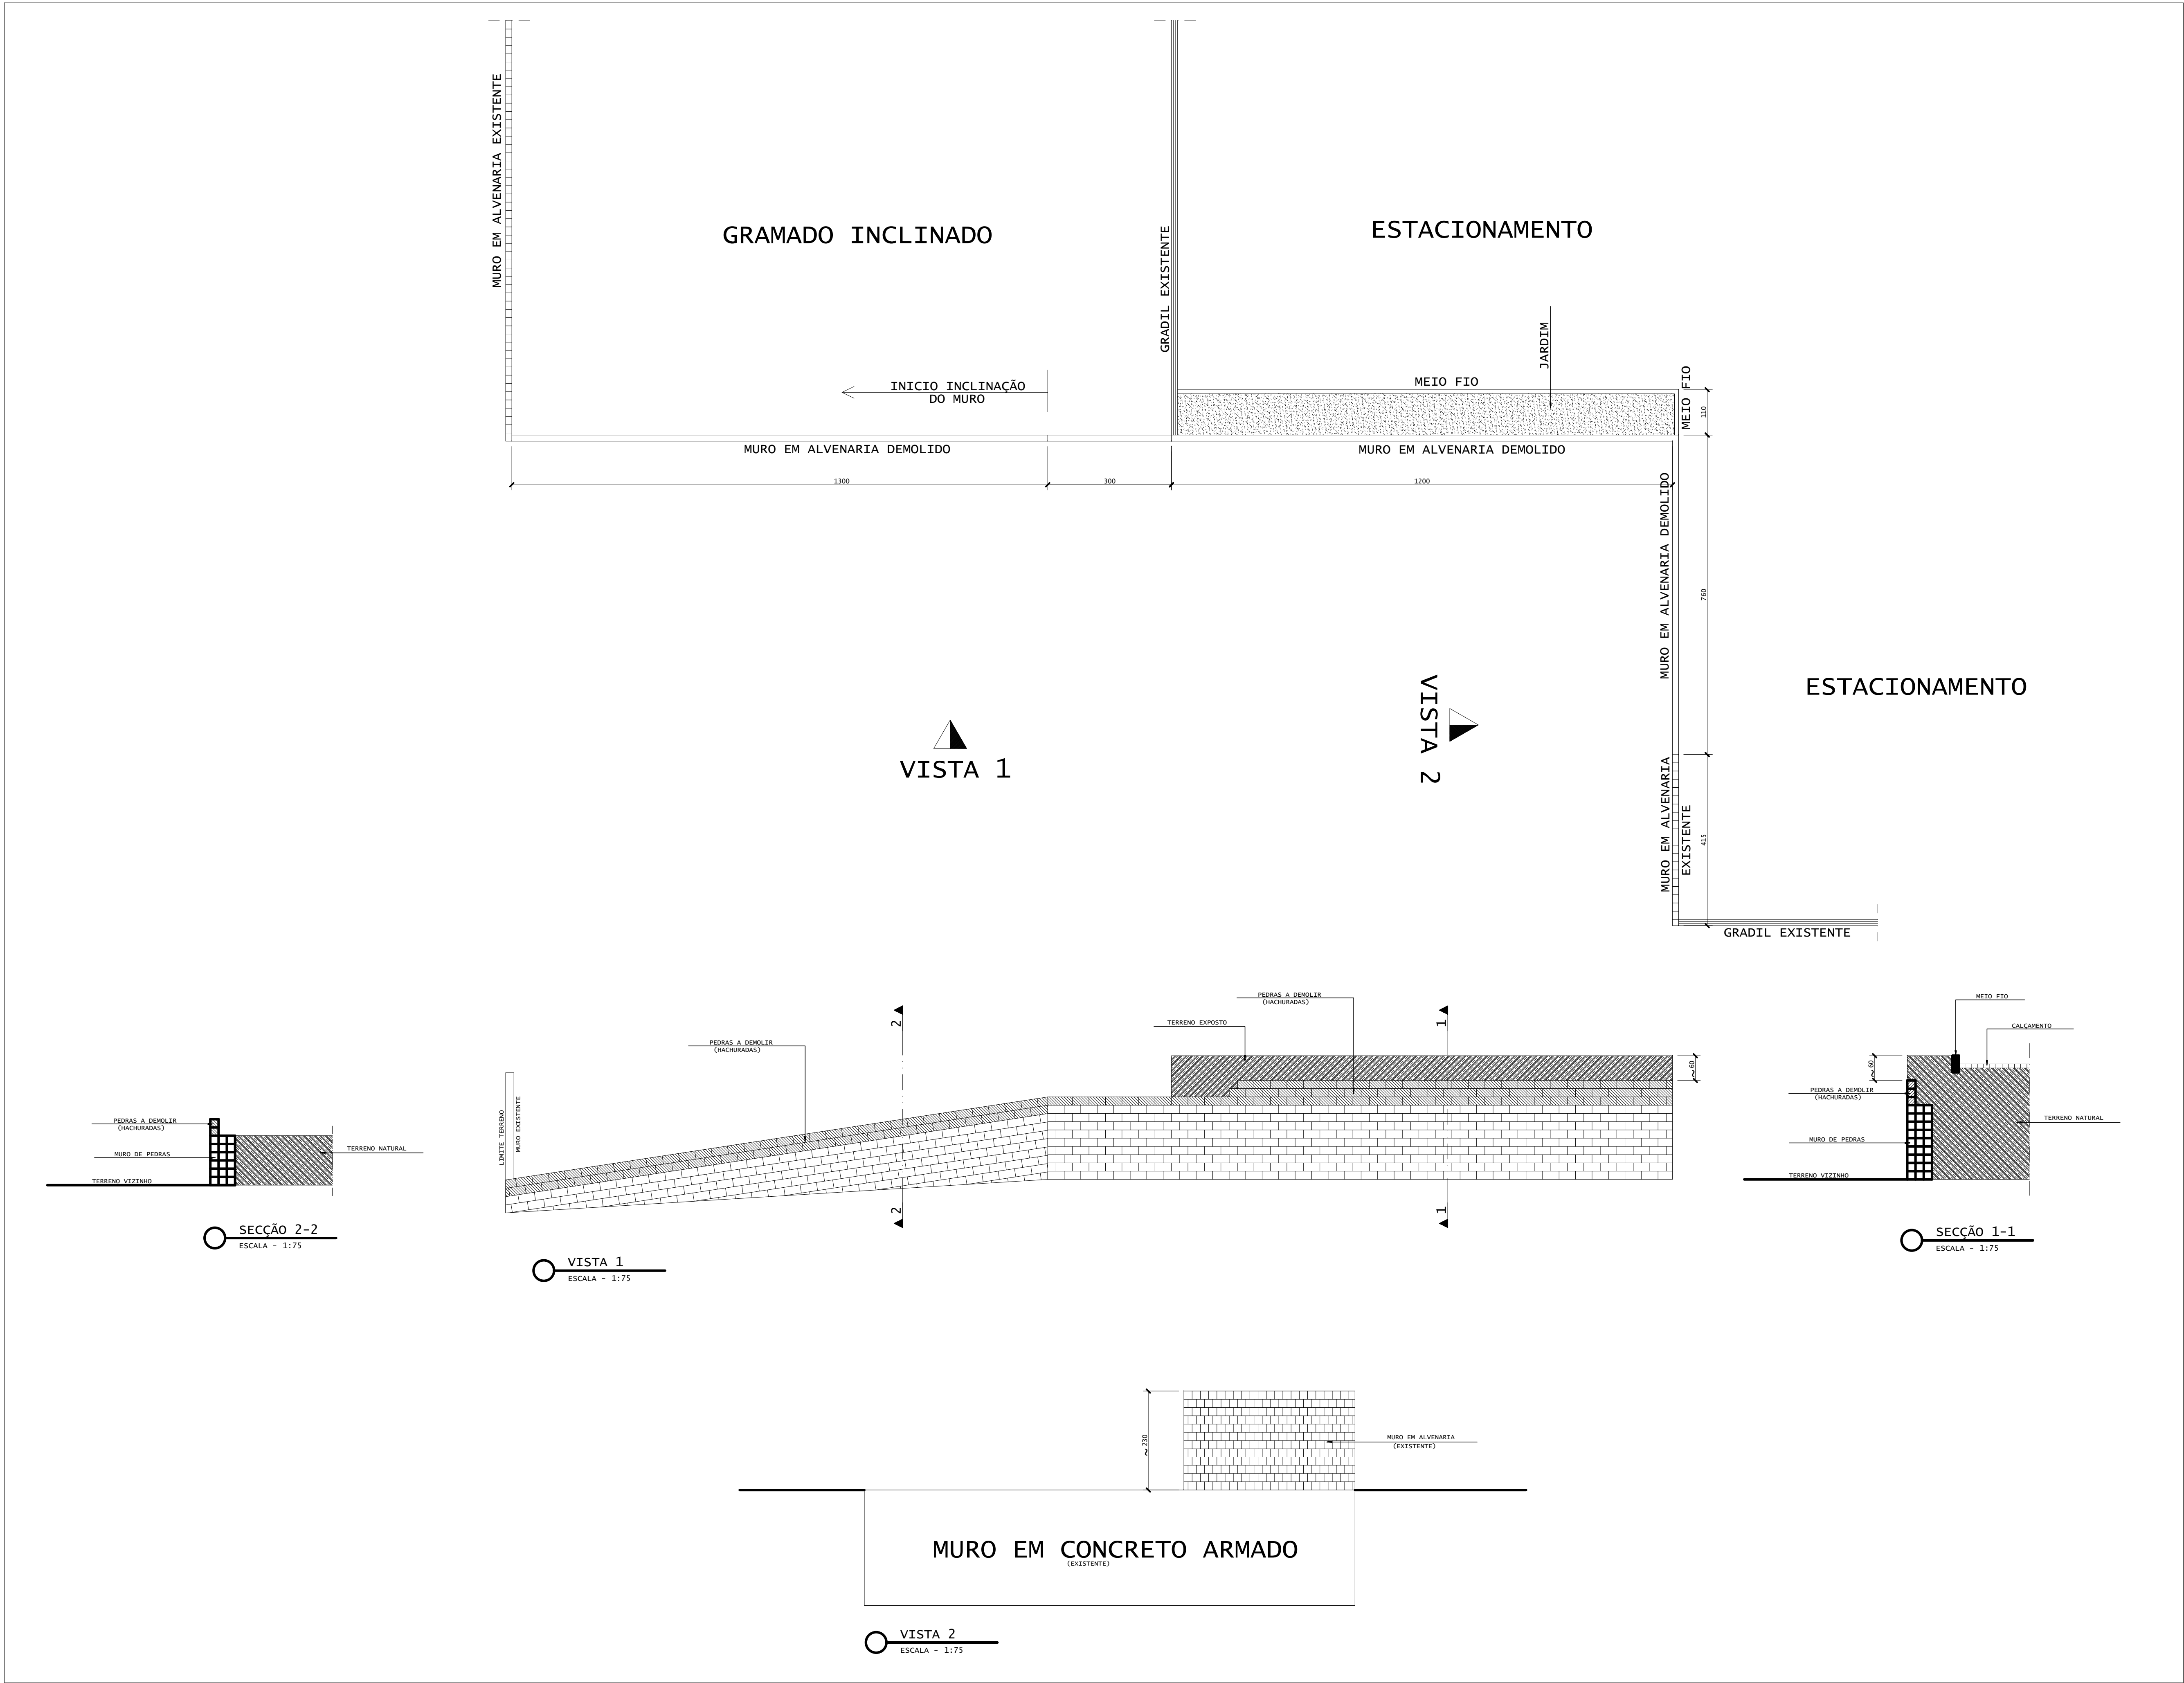 MURO EM ALVENARIA EXISTENTE
GRAMADO INCLINADO
GRADIL EXISTENTE
ESTACIONAMENTO
JARDIM
INICIO INCLINAÇÃO
DO MURO
MEIO FIO
MEIO FIO
110
MURO EM ALVENARIA DEMOLIDO
MURO EM ALVENARIA DEMOLIDO
1300
300
1200
MURO EM ALVENARIA DEMOLIDO
760
ESTACIONAMENTO
VISTA 1
VISTA 2
MURO EM ALVENARIA
EXISTENTE
415
GRADIL EXISTENTE
PEDRAS A DEMOLIR
(HACHURADAS)
MURO DE PEDRAS
TERRENO VIZINHO
TERRENO NATURAL
SECÇÃO 2-2
ESCALA - 1:75
LIMITE TERRENO
MURO EXISTENTE
PEDRAS A DEMOLIR
(HACHURADAS)
2
2
TERRENO EXPOSTO
PEDRAS A DEMOLIR
(HACHURADAS)
1
1
~ 60
VISTA 1
ESCALA - 1:75
MEIO FIO
CALÇAMENTO
~ 60
PEDRAS A DEMOLIR
(HACHURADAS)
TERRENO NATURAL
MURO DE PEDRAS
TERRENO VIZINHO
SECÇÃO 1-1
ESCALA - 1:75
~ 230
MURO EM ALVENARIA
(EXISTENTE)
MURO EM CONCRETO ARMADO
(EXISTENTE)
VISTA 2
ESCALA - 1:75